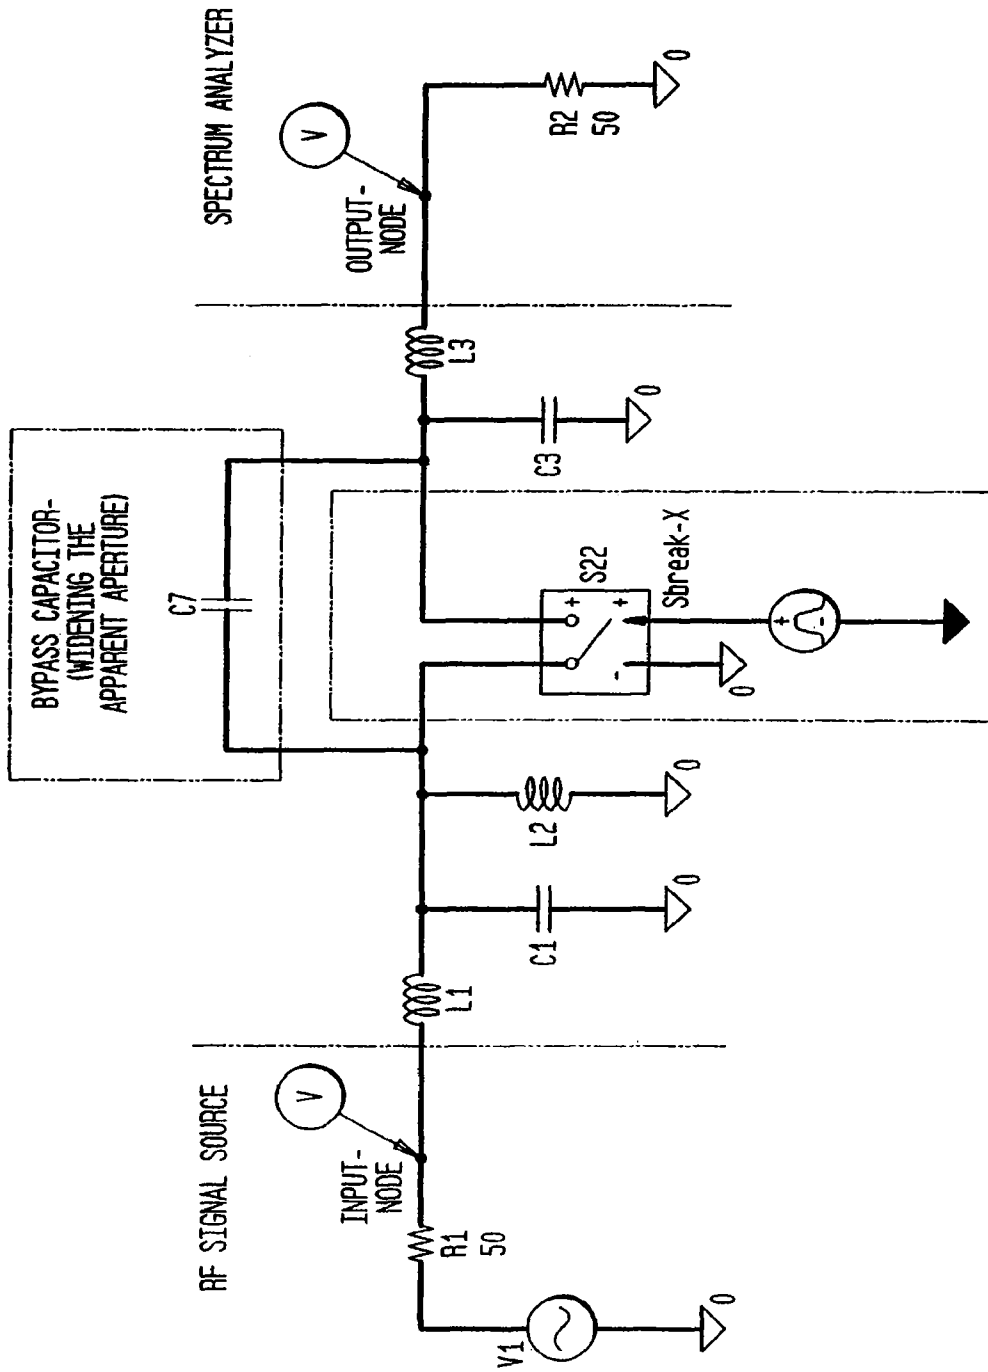 RF SIGNAL SOURCE
SPECTRUM ANALYZER
BYPASS CAPACITOR-
(WIDENING THE
APPARENT APERTURE)
C7
V
INPUT-
NODE
V
OUTPUT-
NODE
V1
0
R1
50
L1
C1
0
L2
0
S22
+
+
-
Sbreak-X
0
+
-
C3
0
L3
R2
50
0